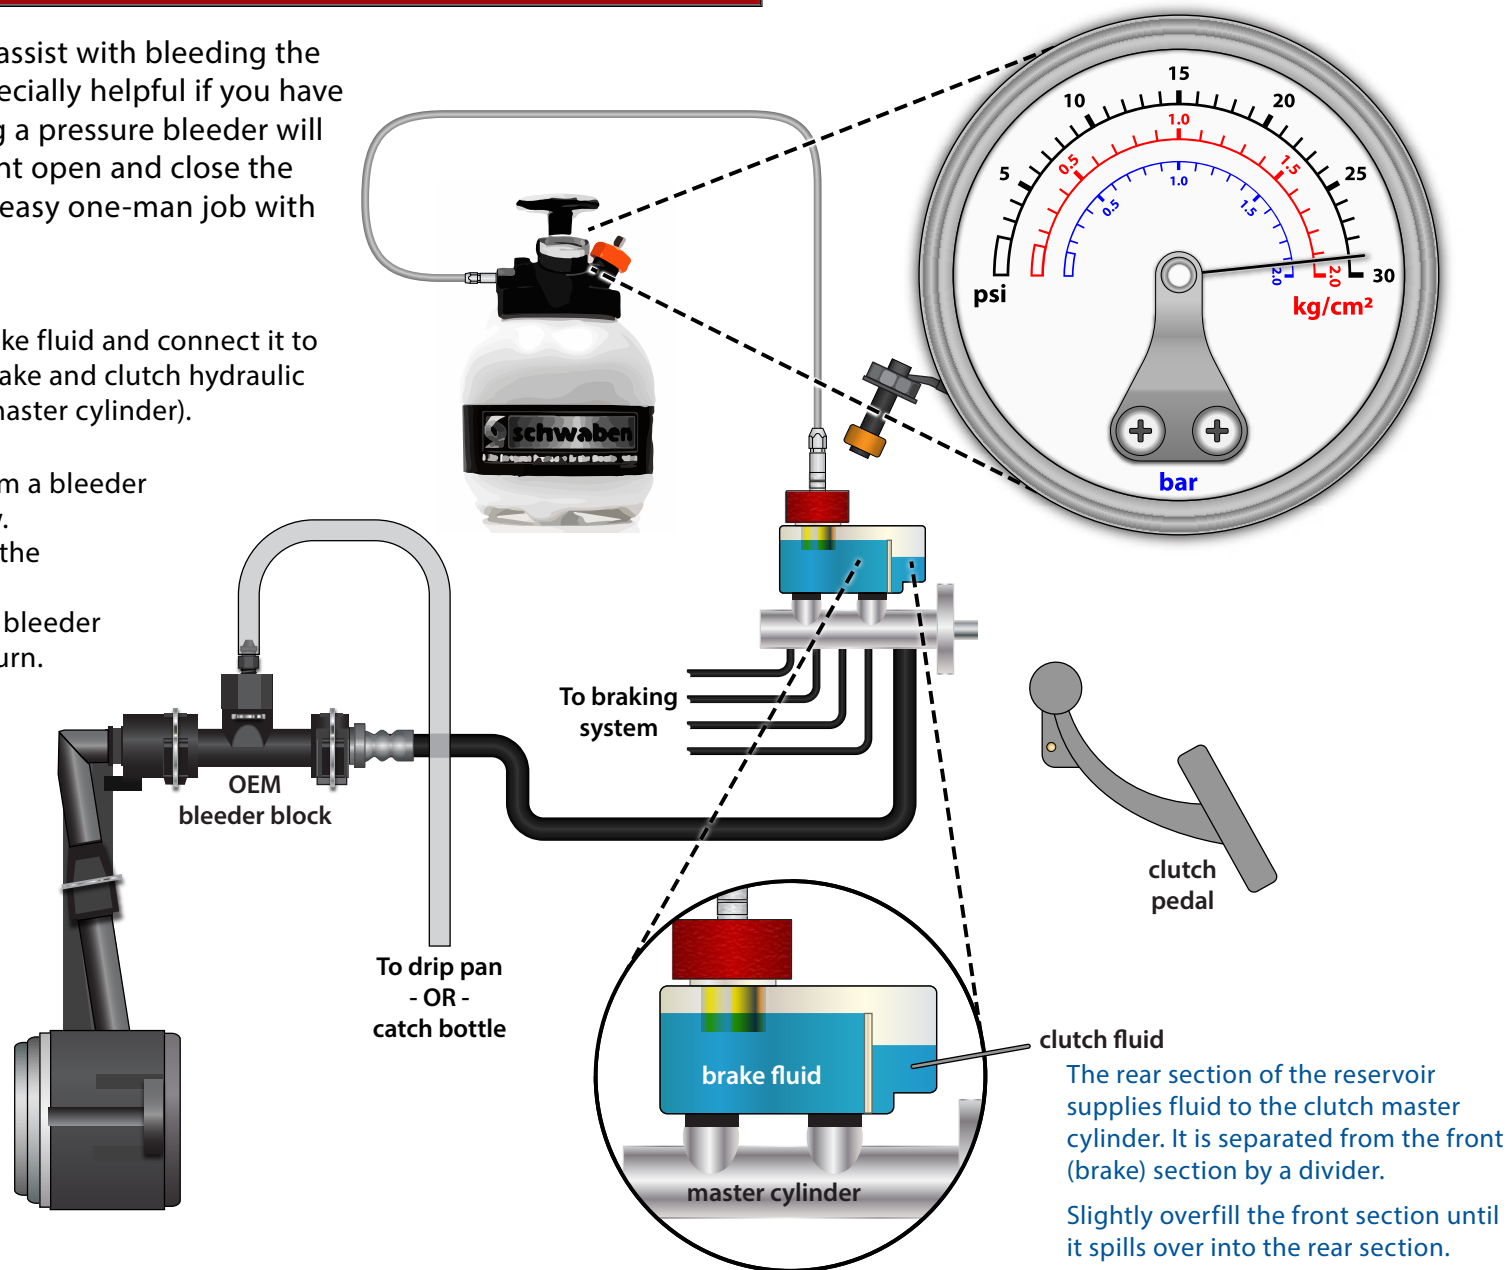 assist with bleeding the
ecially helpful if you have
g a pressure bleeder will
nt open and close the
easy one-man job with
ke fluid and connect it to
ake and clutch hydraulic
naster cylinder).
m a bleeder
the
bleeder
urn.
schwaben
5
10
15
20
25
30
psi
0.5
1.0
1.5
2.0
kg/cm²
0.5
1.0
1.5
2.0
bar
To braking
system
OEM
bleeder block
To drip pan
- OR -
catch bottle
clutch
pedal
brake fluid
master cylinder
clutch fluid
The rear section of the reservoir
supplies fluid to the clutch master
cylinder. It is separated from the front
(brake) section by a divider.
Slightly overfill the front section until
it spills over into the rear section.